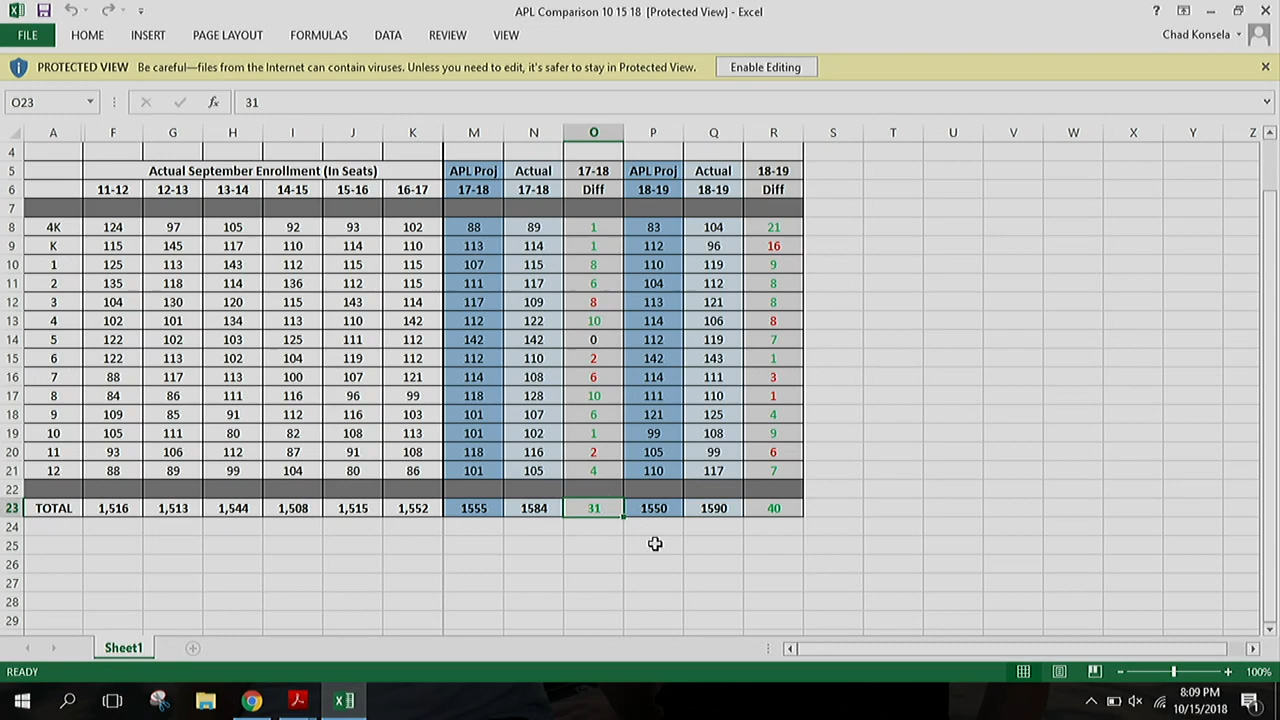 APL Comparison 10 15 18 [Protected View] - Excel
FILE HOME INSERT PAGE LAYOUT FORMULAS DATA REVIEW VIEW Chad Konsela
PROTECTED VIEW Be careful—files from the Internet can contain viruses. Unless you need to edit, it's safer to stay in Protected View. Enable Editing
O23 fx 31
A F G H I J K M N O P Q R S T U V W X Y Z
4
5 Actual September Enrollment (In Seats) APL Proj Actual 17-18 APL Proj Actual 18-19
6 11-12 12-13 13-14 14-15 15-16 16-17 17-18 17-18 Diff 18-19 18-19 Diff
7
8 4K 124 97 105 92 93 102 88 89 1 83 104 21
9 K 115 145 117 110 114 110 113 114 1 112 96 16
10 1 125 113 143 112 115 115 107 115 8 110 119 9
11 2 135 118 114 136 112 115 111 117 6 104 112 8
12 3 104 130 120 115 143 114 117 109 8 113 121 8
13 4 102 101 134 113 110 142 112 122 10 114 106 8
14 5 122 102 103 125 111 112 142 142 0 112 119 7
15 6 122 113 102 104 119 112 112 110 2 142 143 1
16 7 88 117 113 100 107 121 114 108 6 114 111 3
17 8 84 86 111 116 96 99 118 128 10 111 110 1
18 9 109 85 91 112 116 103 101 107 6 121 125 4
19 10 105 111 80 82 108 113 101 102 1 99 108 9
20 11 93 106 112 87 91 108 118 116 2 105 99 6
21 12 88 89 99 104 80 86 101 105 4 110 117 7
22
23 TOTAL 1,516 1,513 1,544 1,508 1,515 1,552 1555 1584 31 1550 1590 40
24
25
26
27
28
29
Sheet1
READY 100%
8:09 PM
10/15/2018